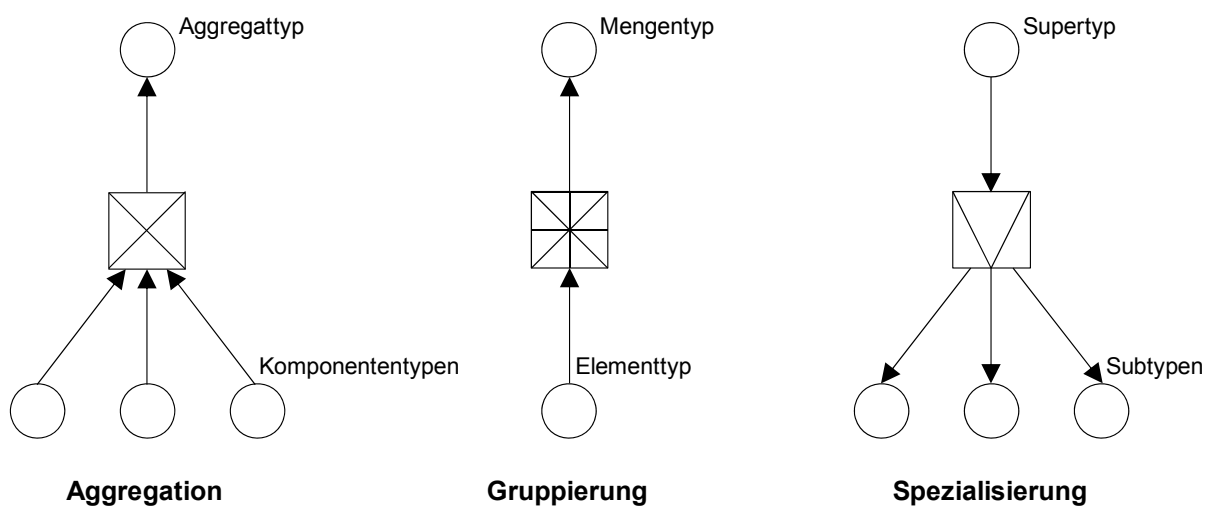 Aggregattyp
Mengentyp
Supertyp
Komponententypen
Elementtyp
Subtypen
Aggregation
Gruppierung
Spezialisierung